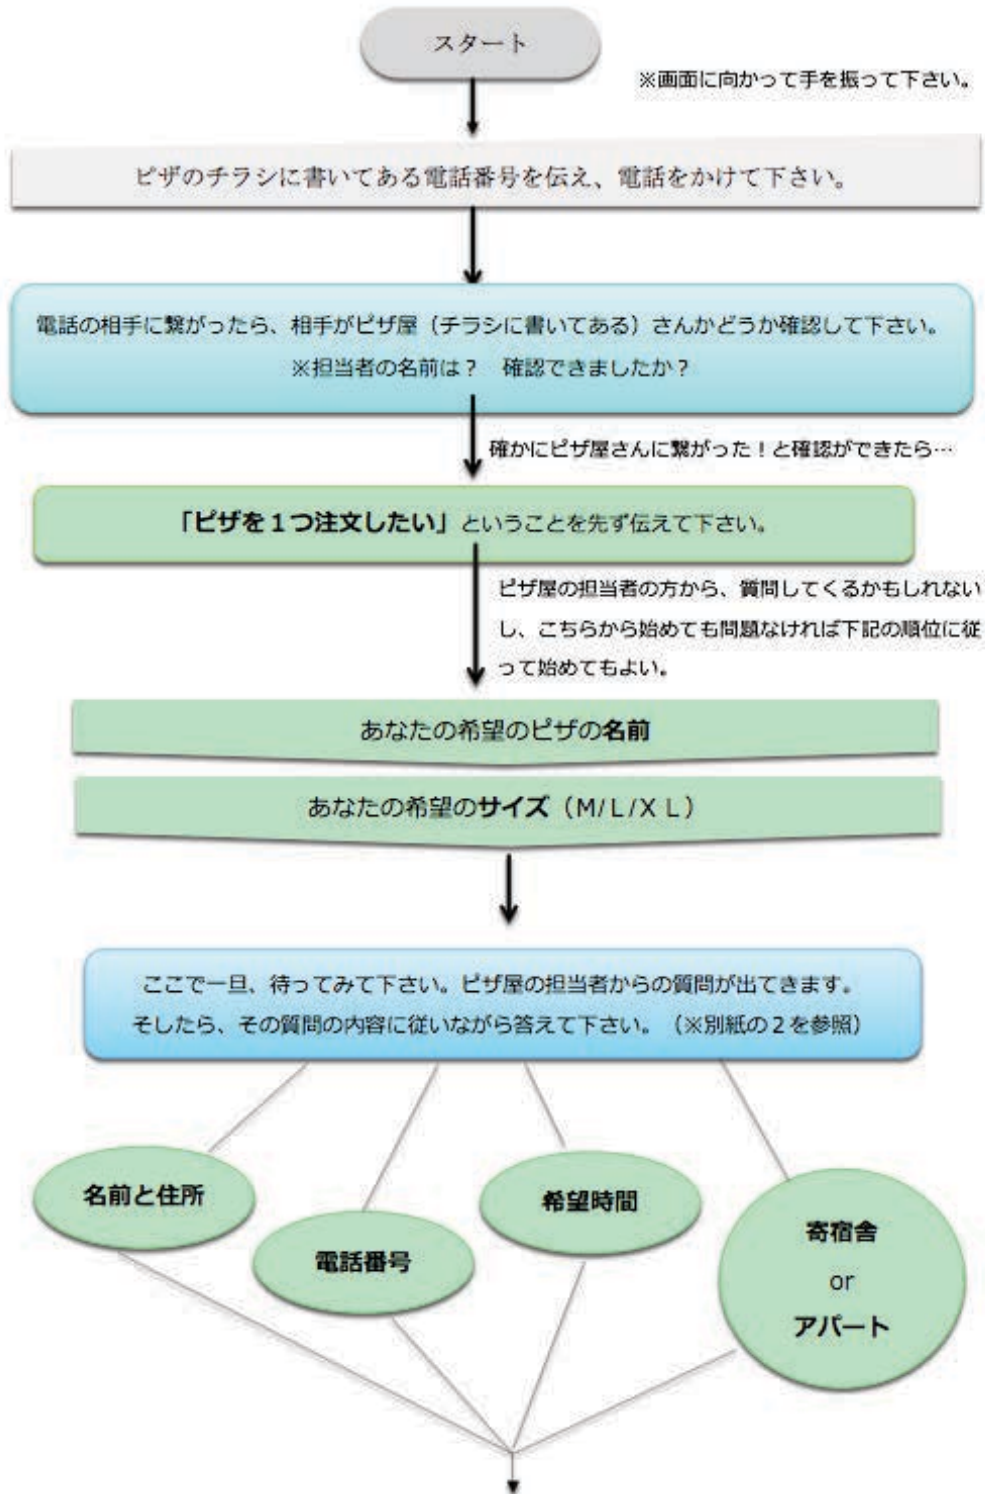 スタート
※画面に向かって手を振って下さい。
ピザのチラシに書いてある電話番号を伝え、電話をかけて下さい。
電話の相手に繋がったら、相手がピザ屋（チラシに書いてある）さんかどうか確認して下さい。
※担当者の名前は？　確認できましたか？
確かにピザ屋さんに繋がった！と確認ができたら…
「ピザを１つ注文したい」ということを先ず伝えて下さい。
ピザ屋の担当者の方から、質問してくるかもしれない
し、こちらから始めても問題なければ下記の順位に従
って始めてもよい。
あなたの希望のピザの名前
あなたの希望のサイズ（M/Ｌ/ＸＬ）
ここで一旦、待ってみて下さい。ピザ屋の担当者からの質問が出てきます。
そしたら、その質問の内容に従いながら答えて下さい。（※別紙の２を参照）
名前と住所
電話番号
希望時間
寄宿舎
or
アパート